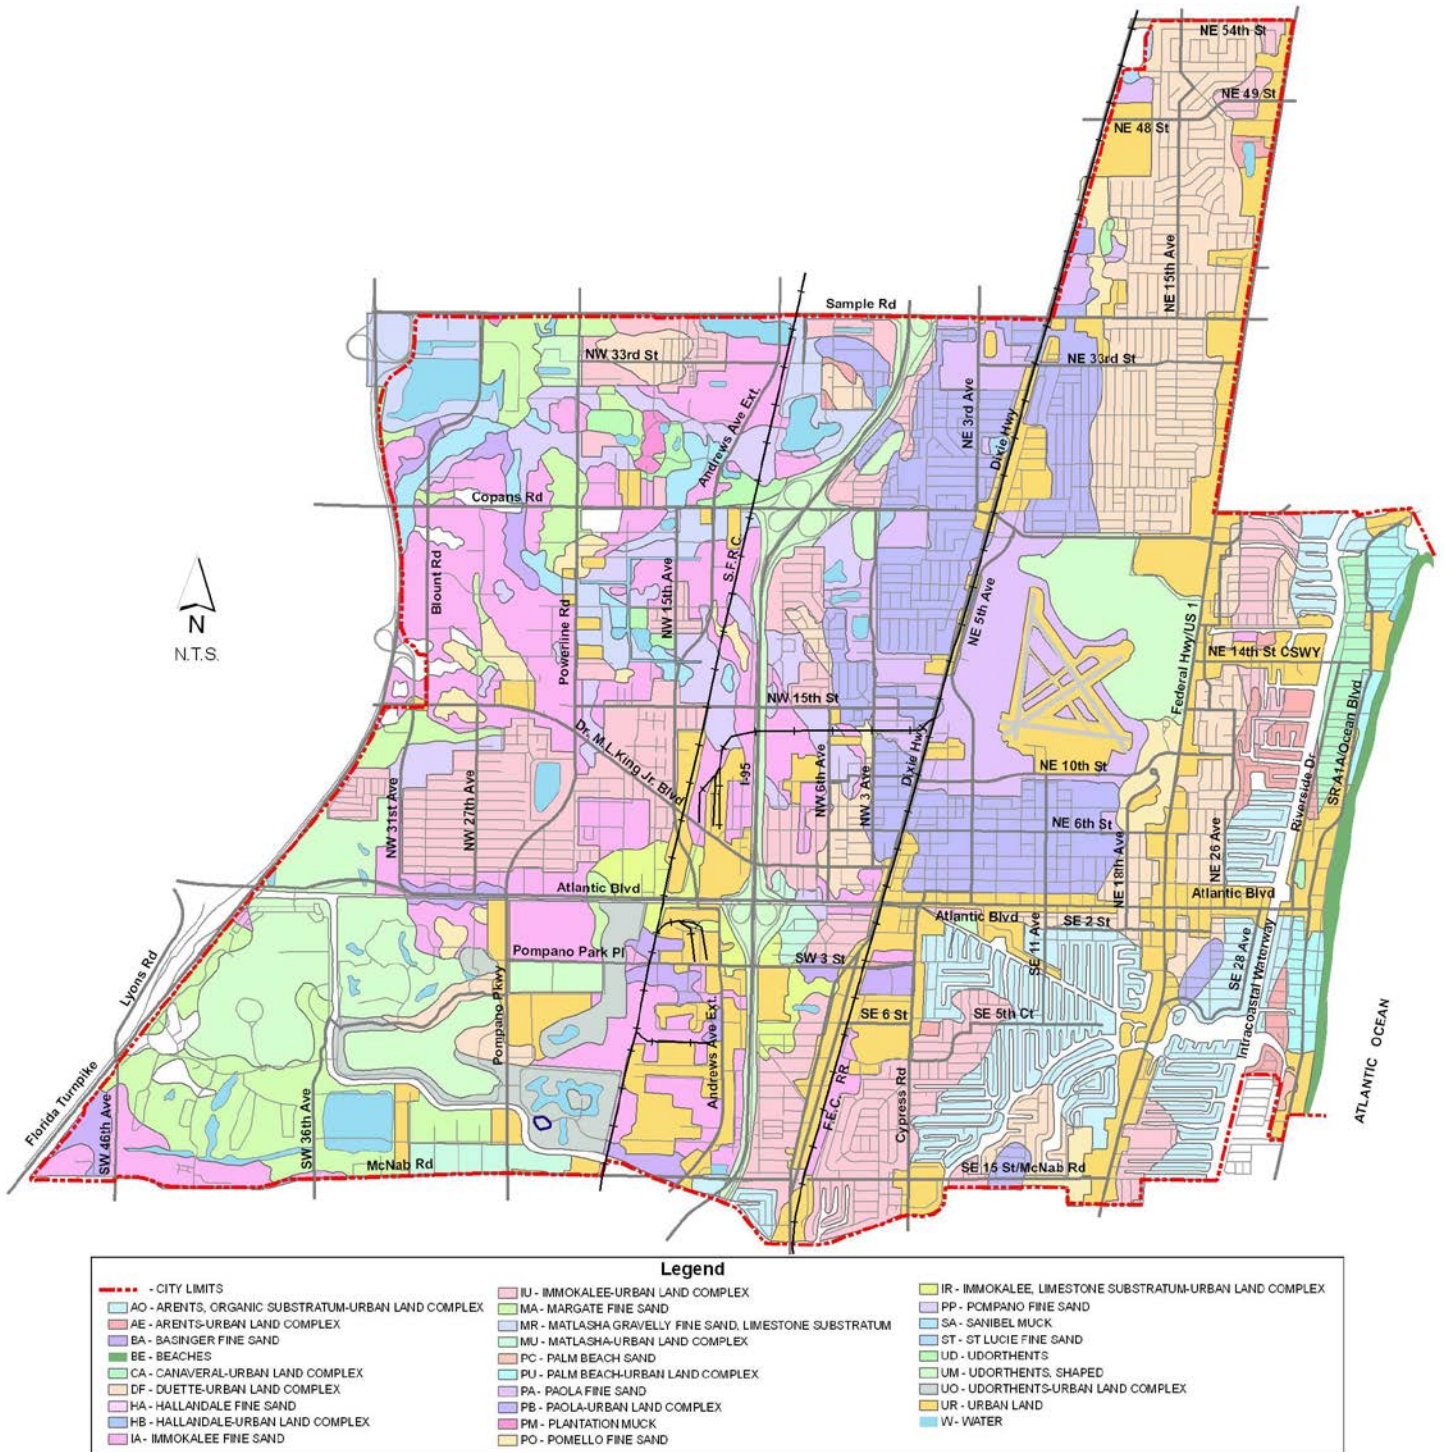 NE 54th St
NE 49 St
NE 48 St
NE 15th Ave
Sample Rd
NW 33rd St
NE 33rd St
NE 3rd Ave
Andrews Ave Ext.
Dixie Hwy
Copans Rd
S.F.R.C.
Blount Rd
NW 15th Ave
NE 5th Ave
N
N.T.S.
Powerline Rd
Federal Hwy/US 1
NE 14th St CSWY
NW 15th St
SR A1A/Ocean Blvd
Dr. M.L.King Jr. Blvd
Dixie Hwy
NE 10th St
I-95
Riverside Dr
NW 31st Ave
NW 27th Ave
NW 6th Ave
NW 3 Ave
NE 6th St
NE 18th Ave
NE 26 Ave
Atlantic Blvd
Atlantic Blvd
Atlantic Blvd
SE 2 St
SE 11 Ave
Pompano Park Pl
SW 3 St
SE 28 Ave
Lyons Rd
Intracoastal Waterway
Pompano Pkwy
Andrews Ave Ext.
SE 6 St
SE 5th Ct
ATLANTIC OCEAN
Florida Turnpike
SW 46th Ave
SW 36th Ave
F.E.C. RR.
Cypress Rd
McNab Rd
SE 15 St/McNab Rd
Legend
- CITY LIMITS
AO - ARENTS, ORGANIC SUBSTRATUM-URBAN LAND COMPLEX
AE - ARENTS-URBAN LAND COMPLEX
BA - BASINGER FINE SAND
BE - BEACHES
CA - CANAVERAL-URBAN LAND COMPLEX
DF - DUETTE-URBAN LAND COMPLEX
HA - HALLANDALE FINE SAND
HB - HALLANDALE-URBAN LAND COMPLEX
IA - IMMOKALEE FINE SAND
IU - IMMOKALEE-URBAN LAND COMPLEX
MA - MARGATE FINE SAND
MR - MATLASHA GRAVELLY FINE SAND, LIMESTONE SUBSTRATUM
MU - MATLASHA-URBAN LAND COMPLEX
PC - PALM BEACH SAND
PU - PALM BEACH-URBAN LAND COMPLEX
PA - PAOLA FINE SAND
PB - PAOLA-URBAN LAND COMPLEX
PM - PLANTATION MUCK
PO - POMELLO FINE SAND
IR - IMMOKALEE, LIMESTONE SUBSTRATUM-URBAN LAND COMPLEX
PP - POMPANO FINE SAND
SA - SANIBEL MUCK
ST - ST LUCIE FINE SAND
UD - UDORTHENTS
UM - UDORTHENTS, SHAPED
UO - UDORTHENTS-URBAN LAND COMPLEX
UR - URBAN LAND
W - WATER